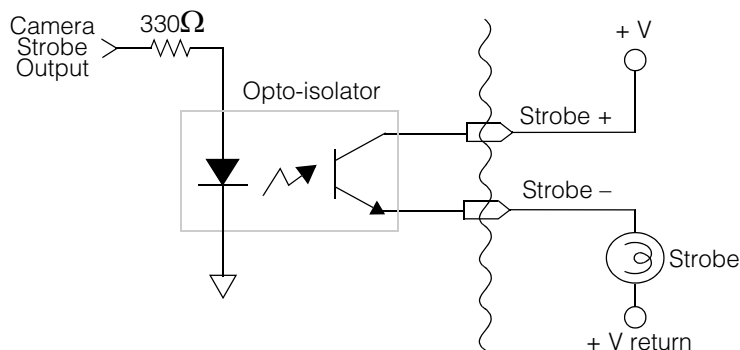 Camera
Strobe
Output
330Ω
Opto-isolator
+ V
Strobe +
Strobe –
Strobe
+ V return